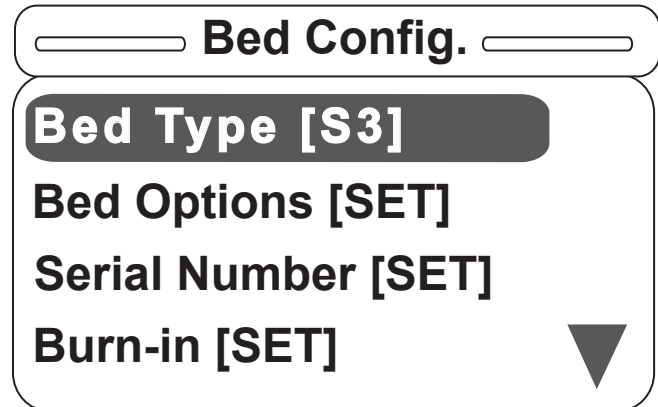 Bed Config.
Bed Type [S3]
Bed Options [SET]
Serial Number [SET]
Burn-in [SET]